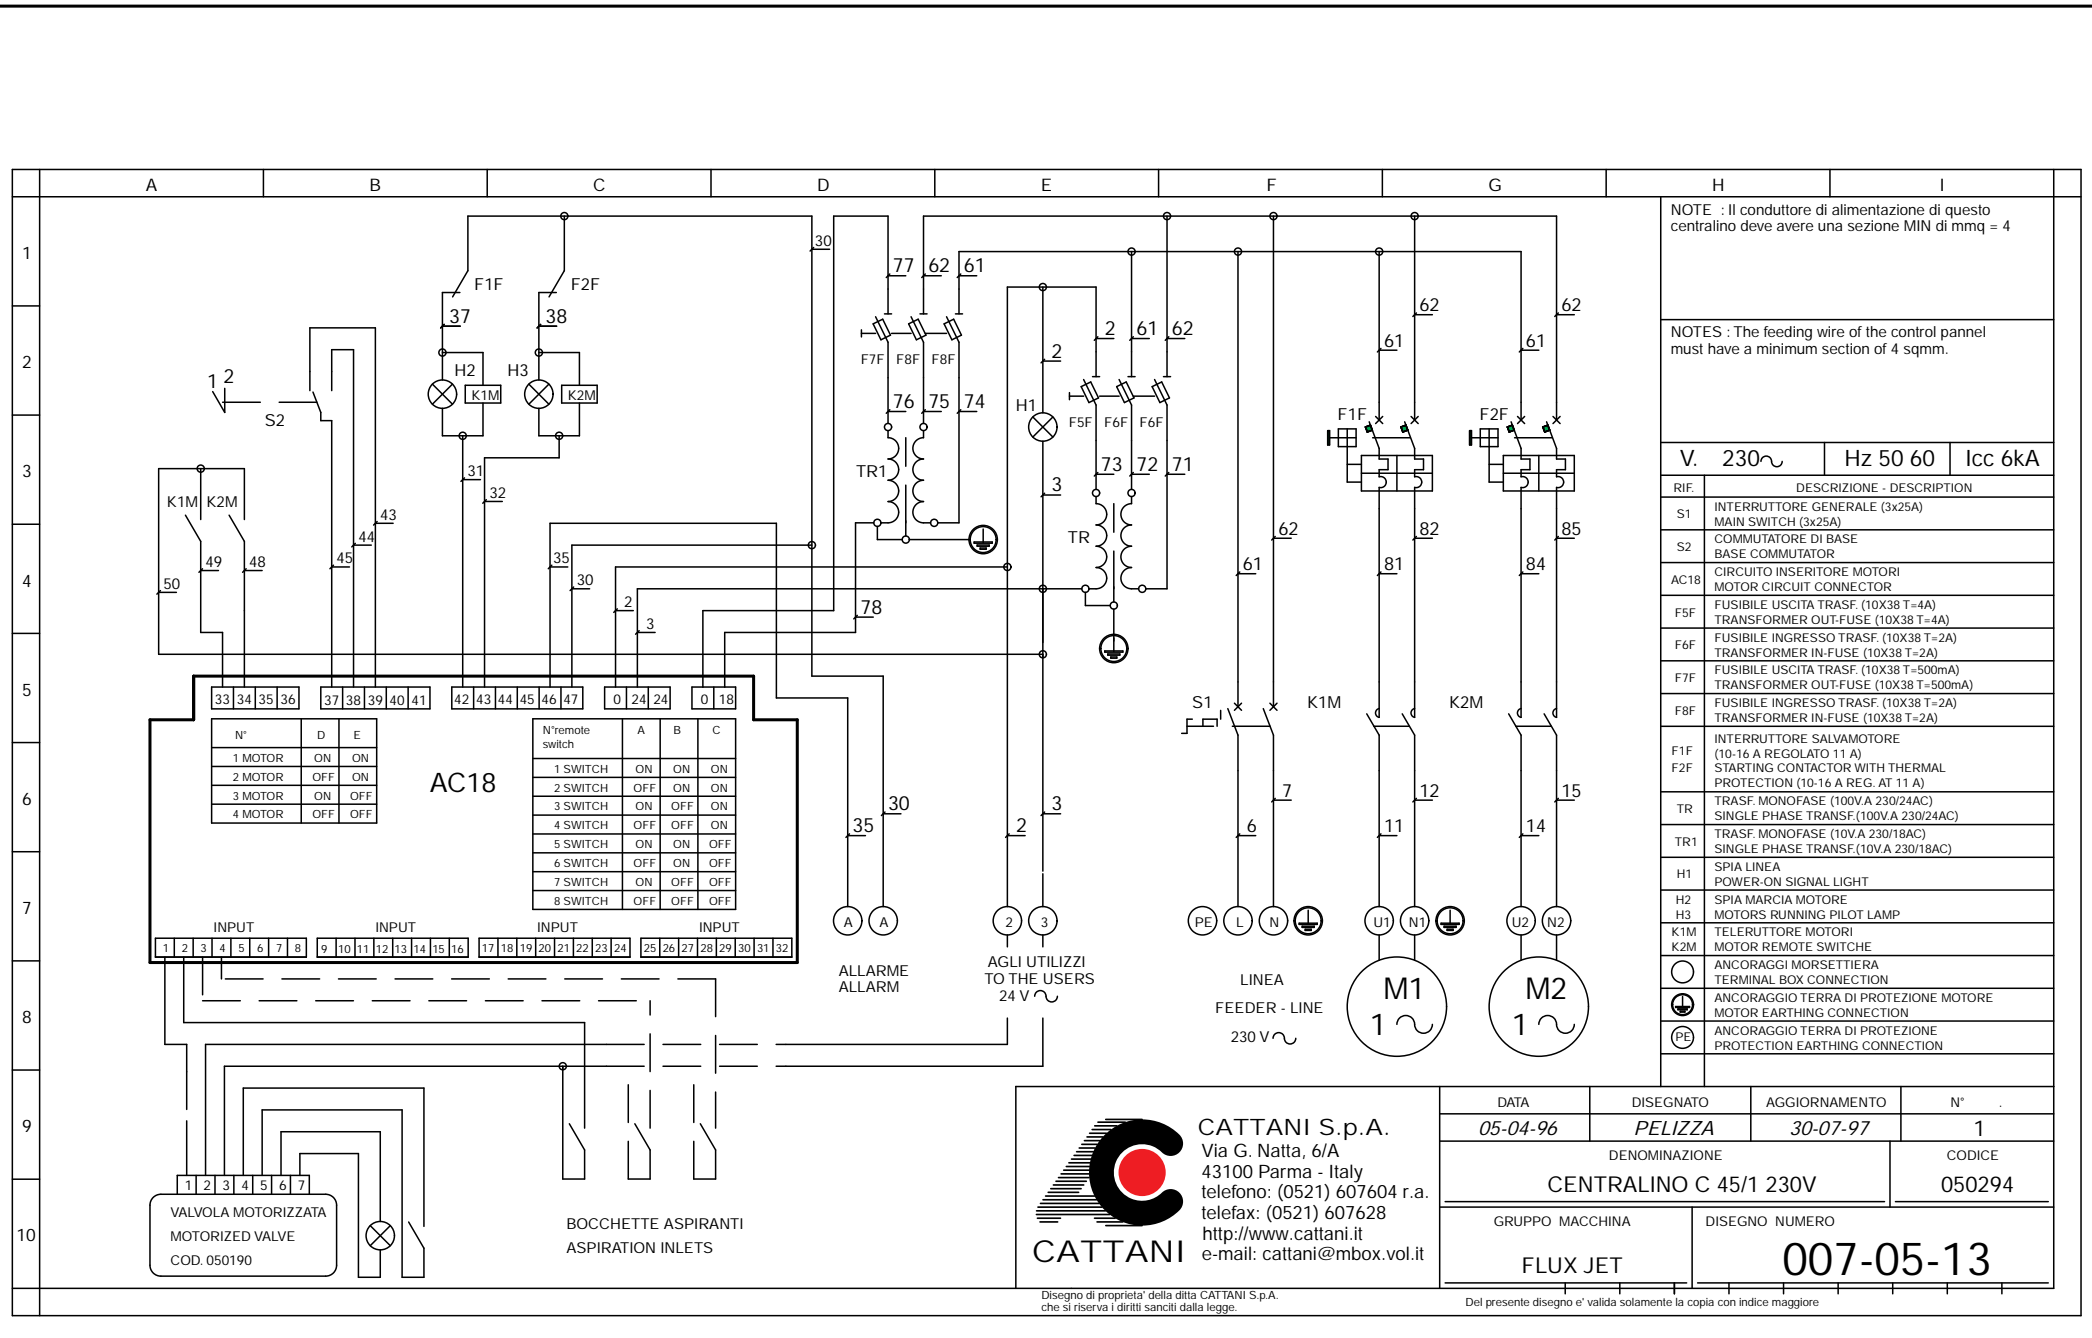 A B C D E F G H I
1
2
3
4
5
6
7
8
9
10
NOTE : Il conduttore di alimentazione di questo
centralino deve avere una sezione MIN di mmq = 4
NOTES : The feeding wire of the control pannel
must have a minimum section of 4 sqmm.
V. 230 Hz 50 60 Icc 6kA
RIF. DESCRIZIONE - DESCRIPTION
S1 INTERRUTTORE GENERALE (3x25A)
MAIN SWITCH (3x25A)
S2 COMMUTATORE DI BASE
BASE COMMUTATOR
AC18 CIRCUITO INSERITORE MOTORI
MOTOR CIRCUIT CONNECTOR
F5F FUSIBILE USCITA TRASF. (10X38 T=4A)
TRANSFORMER OUT-FUSE (10X38 T=4A)
F6F FUSIBILE INGRESSO TRASF. (10X38 T=2A)
TRANSFORMER IN-FUSE (10X38 T=2A)
F7F FUSIBILE USCITA TRASF. (10X38 T=500mA)
TRANSFORMER OUT-FUSE (10X38 T=500mA)
F8F FUSIBILE INGRESSO TRASF. (10X38 T=2A)
TRANSFORMER IN-FUSE (10X38 T=2A)
INTERRUTTORE SALVAMOTORE
F1F (10-16 A REGOLATO 11 A)
F2F STARTING CONTACTOR WITH THERMAL
PROTECTION (10-16 A REG. AT 11 A)
TR TRASF. MONOFASE (100V.A 230/24AC)
SINGLE PHASE TRANSF.(100V.A 230/24AC)
TR1 TRASF. MONOFASE (10V.A 230/18AC)
SINGLE PHASE TRANSF.(10V.A 230/18AC)
H1 SPIA LINEA
POWER-ON SIGNAL LIGHT
H2 SPIA MARCIA MOTORE
H3 MOTORS RUNNING PILOT LAMP
K1M TELERUTTORE MOTORI
K2M MOTOR REMOTE SWITCHE
ANCORAGGI MORSETTIERA
TERMINAL BOX CONNECTION
ANCORAGGIO TERRA DI PROTEZIONE MOTORE
MOTOR EARTHING CONNECTION
PE ANCORAGGIO TERRA DI PROTEZIONE
PROTECTION EARTHING CONNECTION
30
77 62 61
F1F F2F
37 38
62 62
1 2
S2
H2 K1M H3 K2M
F7F F8F F8F
2
2 61 62
61 61
76 75 74
H1
F5F F6F F6F
F1F F2F
31
32
TR1
73 72 71
3
K1M K2M
43
44
45
49 48
50
35
30
2
3
78
TR
62
61
82
81
85
84
33 34 35 36
37 38 39 40 41
42 43 44 45 46 47
0 24 24
0 18
N° D E
1 MOTOR ON ON
2 MOTOR OFF ON
3 MOTOR ON OFF
4 MOTOR OFF OFF
AC18
N°remote switch A B C
1 SWITCH ON ON ON
2 SWITCH OFF ON ON
3 SWITCH ON OFF ON
4 SWITCH OFF OFF ON
5 SWITCH ON ON OFF
6 SWITCH OFF ON OFF
7 SWITCH ON OFF OFF
8 SWITCH OFF OFF OFF
S1 K1M K2M
30
35
3
2
7
6
12
11
15
14
INPUT INPUT INPUT INPUT
1 2 3 4 5 6 7 8
9 10 11 12 13 14 15 16
17 18 19 20 21 22 23 24
25 26 27 28 29 30 31 32
A A
2 3
PE L N
U1 N1
U2 N2
ALLARME
ALLARM
AGLI UTILIZZI
TO THE USERS
24 V
LINEA
FEEDER - LINE
230 V
M1
1
M2
1
1 2 3 4 5 6 7
VALVOLA MOTORIZZATA
MOTORIZED VALVE
COD. 050190
BOCCHETTE ASPIRANTI
ASPIRATION INLETS
CATTANI
CATTANI S.p.A.
Via G. Natta, 6/A
43100 Parma - Italy
telefono: (0521) 607604 r.a.
telefax: (0521) 607628
http://www.cattani.it
e-mail: cattani@mbox.vol.it
DATA DISEGNATO AGGIORNAMENTO N° .
05-04-96 PELIZZA 30-07-97 1
DENOMINAZIONE CODICE
CENTRALINO C 45/1 230V 050294
GRUPPO MACCHINA DISEGNO NUMERO
FLUX JET 007-05-13
Disegno di proprieta' della ditta CATTANI S.p.A.
che si riserva i diritti sanciti dalla legge.
Del presente disegno e' valida solamente la copia con indice maggiore